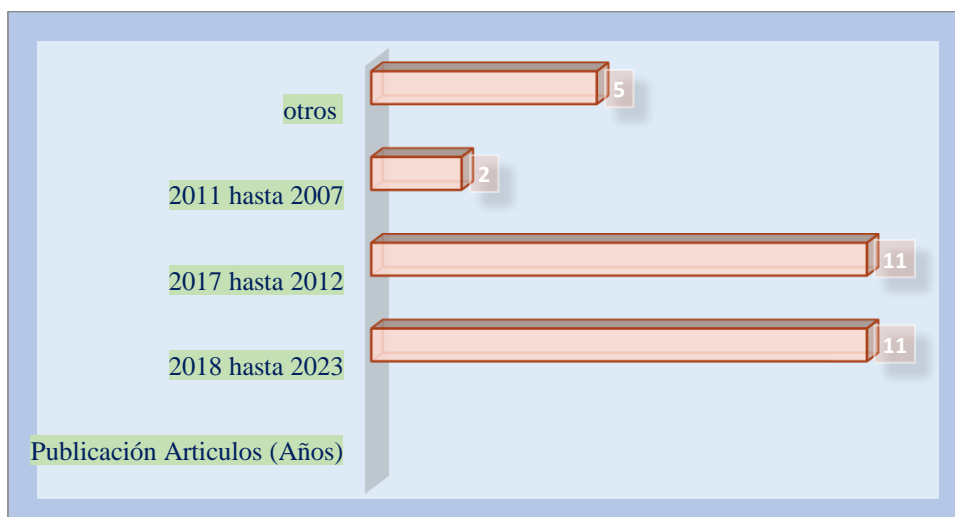 otros
5
2011 hasta 2007
2
2017 hasta 2012
11
2018 hasta 2023
11
Publicación Articulos (Años)